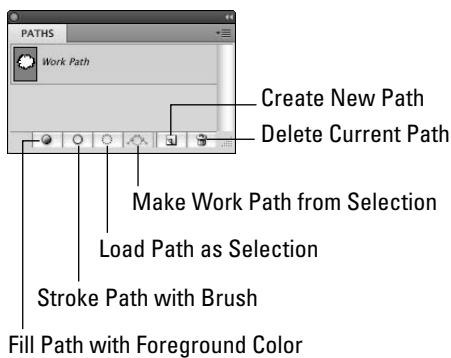 PATHS
Work Path
Create New Path
Delete Current Path
Make Work Path from Selection
Load Path as Selection
Stroke Path with Brush
Fill Path with Foreground Color